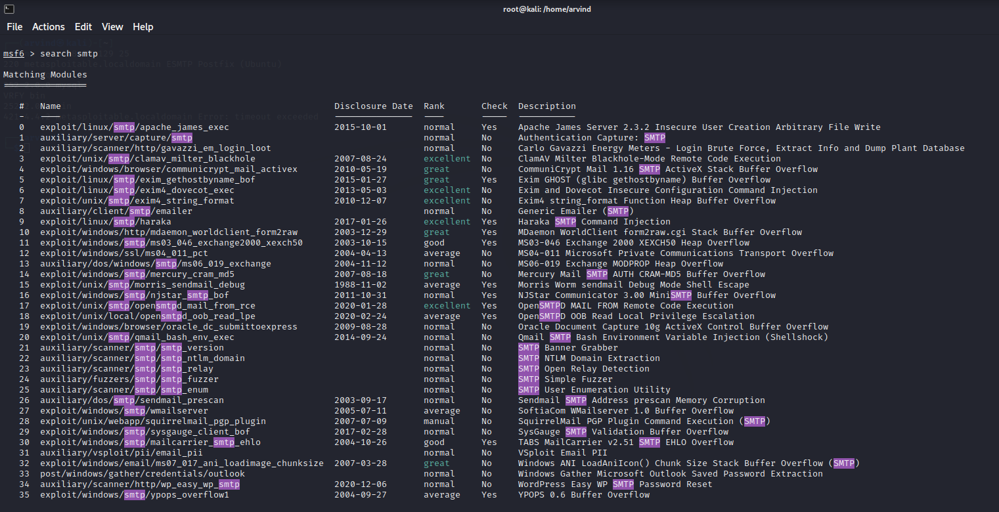 root@kali: /home/arvind
File Actions Edit View Help
msf6 > search smtp
Matching Modules
================
# Name Disclosure Date Rank Check Description
- ---- --------------- ---- ----- -----------
0 exploit/linux/smtp/apache_james_exec 2015-10-01 normal Yes Apache James Server 2.3.2 Insecure User Creation Arbitrary File Write
1 auxiliary/server/capture/smtp normal No Authentication Capture: SMTP
2 auxiliary/scanner/http/gavazzi_em_login_loot normal No Carlo Gavazzi Energy Meters - Login Brute Force, Extract Info and Dump Plant Database
3 exploit/unix/smtp/clamav_milter_blackhole 2007-08-24 excellent No ClamAV Milter Blackhole-Mode Remote Code Execution
4 exploit/windows/browser/communicrypt_mail_activex 2010-05-19 great No CommuniCrypt Mail 1.16 SMTP ActiveX Stack Buffer Overflow
5 exploit/linux/smtp/exim_gethostbyname_bof 2015-01-27 great Yes Exim GHOST (glibc gethostbyname) Buffer Overflow
6 exploit/linux/smtp/exim4_dovecot_exec 2013-05-03 excellent No Exim and Dovecot Insecure Configuration Command Injection
7 exploit/unix/smtp/exim4_string_format 2010-12-07 excellent No Exim4 string_format Function Heap Buffer Overflow
8 auxiliary/client/smtp/emailer normal No Generic Emailer (SMTP)
9 exploit/linux/smtp/haraka 2017-01-26 excellent Yes Haraka SMTP Command Injection
10 exploit/windows/http/mdaemon_worldclient_form2raw 2003-12-29 great Yes MDaemon WorldClient form2raw.cgi Stack Buffer Overflow
11 exploit/windows/smtp/ms03_046_exchange2000_xexch50 2003-10-15 good Yes MS03-046 Exchange 2000 XEXCH50 Heap Overflow
12 exploit/windows/ssl/ms04_011_pct 2004-04-13 average No MS04-011 Microsoft Private Communications Transport Overflow
13 auxiliary/dos/windows/smtp/ms06_019_exchange 2004-11-12 normal No MS06-019 Exchange MODPROP Heap Overflow
14 exploit/windows/smtp/mercury_cram_md5 2007-08-18 great No Mercury Mail SMTP AUTH CRAM-MD5 Buffer Overflow
15 exploit/unix/smtp/morris_sendmail_debug 1988-11-02 average Yes Morris Worm sendmail Debug Mode Shell Escape
16 exploit/windows/smtp/njstar_smtp_bof 2011-10-31 normal Yes NJStar Communicator 3.00 MiniSMTP Buffer Overflow
17 exploit/unix/smtp/opensmtpd_mail_from_rce 2020-01-28 excellent Yes OpenSMTPD MAIL FROM Remote Code Execution
18 exploit/unix/local/opensmtpd_oob_read_lpe 2020-02-24 average Yes OpenSMTPD OOB Read Local Privilege Escalation
19 exploit/windows/browser/oracle_dc_submittoexpress 2009-08-28 normal No Oracle Document Capture 10g ActiveX Control Buffer Overflow
20 exploit/unix/smtp/qmail_bash_env_exec 2014-09-24 normal No Qmail SMTP Bash Environment Variable Injection (Shellshock)
21 auxiliary/scanner/smtp/smtp_version normal No SMTP Banner Grabber
22 auxiliary/scanner/smtp/smtp_ntlm_domain normal No SMTP NTLM Domain Extraction
23 auxiliary/scanner/smtp/smtp_relay normal No SMTP Open Relay Detection
24 auxiliary/fuzzers/smtp/smtp_fuzzer normal No SMTP Simple Fuzzer
25 auxiliary/scanner/smtp/smtp_enum normal No SMTP User Enumeration Utility
26 auxiliary/dos/smtp/sendmail_prescan 2003-09-17 normal No Sendmail SMTP Address prescan Memory Corruption
27 exploit/windows/smtp/wmailserver 2005-07-11 average No SoftiaCom WMailserver 1.0 Buffer Overflow
28 exploit/unix/webapp/squirrelmail_pgp_plugin 2007-07-09 manual No SquirrelMail PGP Plugin Command Execution (SMTP)
29 exploit/windows/smtp/sysgauge_client_bof 2017-02-28 normal No SysGauge SMTP Validation Buffer Overflow
30 exploit/windows/smtp/mailcarrier_smtp_ehlo 2004-10-26 good Yes TABS MailCarrier v2.51 SMTP EHLO Overflow
31 auxiliary/vsploit/pii/email_pii normal No VSploit Email PII
32 exploit/windows/email/ms07_017_ani_loadimage_chunksize 2007-03-28 great No Windows ANI LoadAniIcon() Chunk Size Stack Buffer Overflow (SMTP)
33 post/windows/gather/credentials/outlook normal No Windows Gather Microsoft Outlook Saved Password Extraction
34 auxiliary/scanner/http/wp_easy_wp_smtp 2020-12-06 normal No WordPress Easy WP SMTP Password Reset
35 exploit/windows/smtp/ypops_overflow1 2004-09-27 average Yes YPOPS 0.6 Buffer Overflow